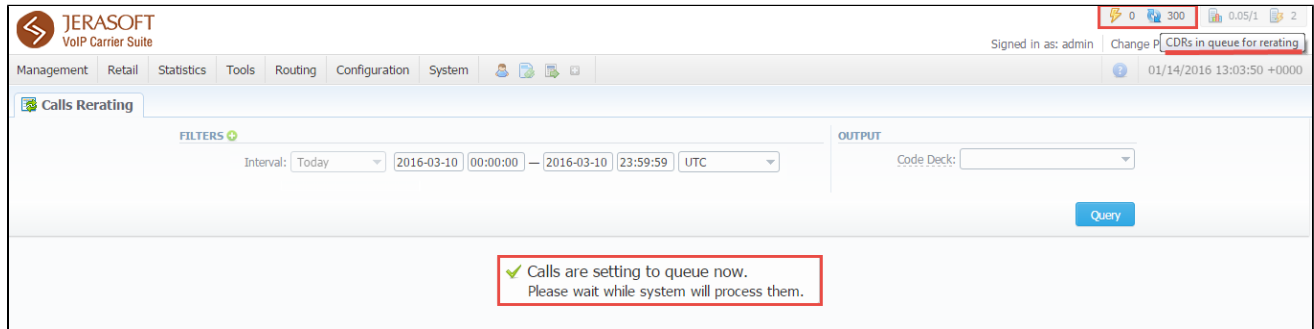 JERASOFT
VoIP Carrier Suite
0 300 0.05/1 2
Signed in as: admin Change P CDRs in queue for rerating
Management Retail Statistics Tools Routing Configuration System 01/14/2016 13:03:50 +0000
Calls Rerating
FILTERS OUTPUT
Interval: Today 2016-03-10 00:00:00 — 2016-03-10 23:59:59 UTC Code Deck:
Query
Calls are setting to queue now.
Please wait while system will process them.